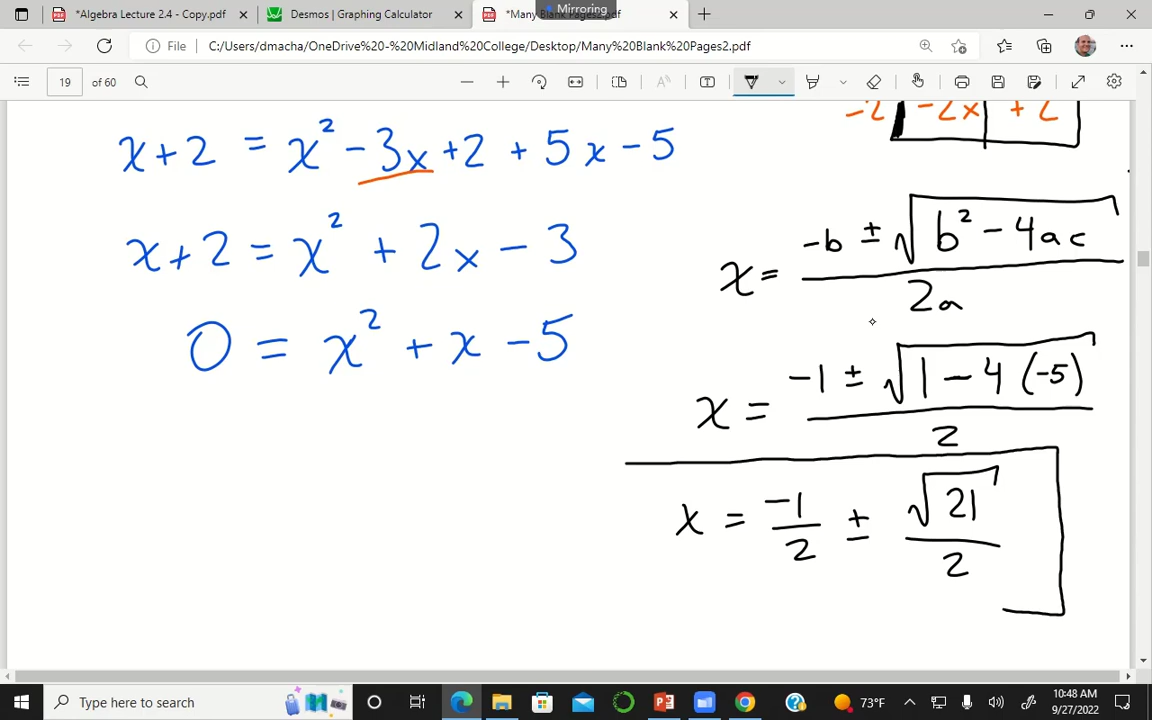 *Algebra Lecture 2.4 - Copy.pdf
Desmos | Graphing Calculator
*Many Blank Pages2.pdf
Mirroring
File
C:/Users/dmacha/OneDrive%20-%20Midland%20College/Desktop/Many%20Blank%20Pages2.pdf
19 of 60
-2 -2x + 2
x+2 = x² - 3x + 2 + 5x - 5
x+2 = x² + 2x - 3
0 = x² + x - 5
x = (-b ± √(b² - 4ac)) / 2a
x = (-1 ± √(1 - 4(-5))) / 2
x = -1/2 ± √21/2
Type here to search
73°F
10:48 AM
9/27/2022